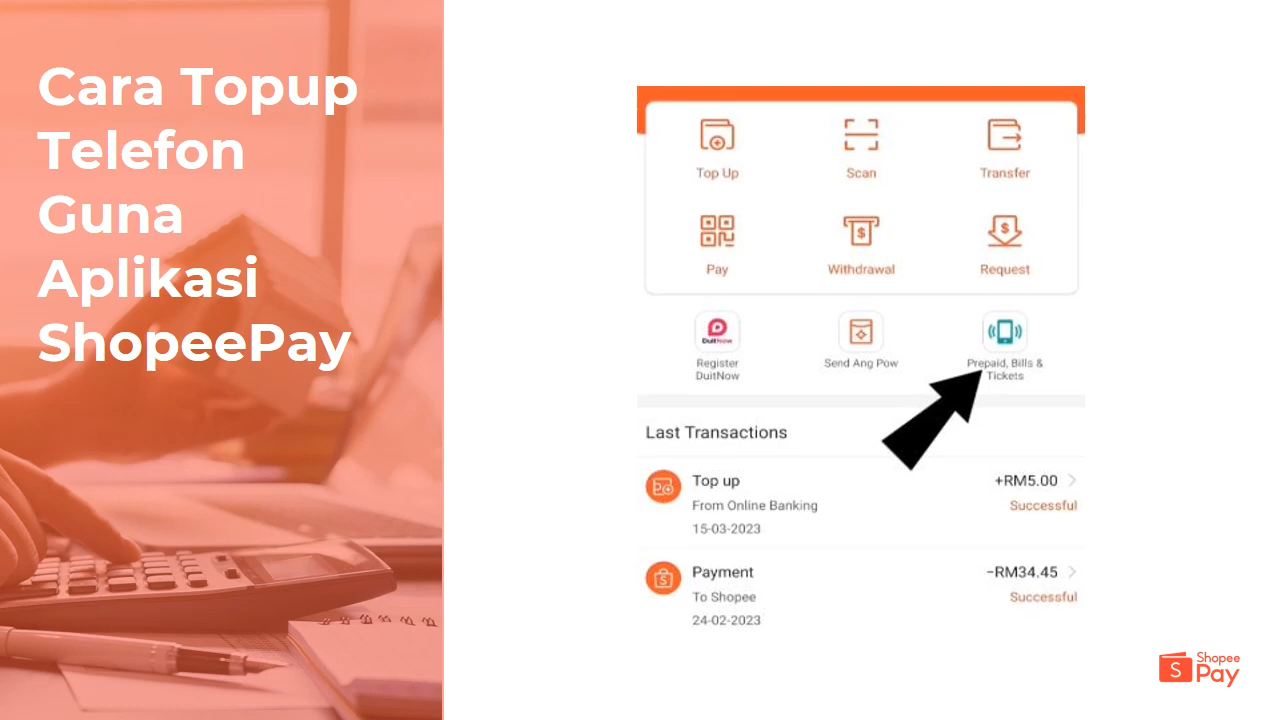 Cara Topup
Telefon
Guna
Aplikasi
ShopeePay
Top Up
Scan
Transfer
Pay
Withdrawal
Request
DuitNow
Register
DuitNow
Send Ang Pow
Prepaid, Bills &
Tickets
Last Transactions
Top up
+RM5.00
From Online Banking
Successful
15-03-2023
Payment
−RM34.45
To Shopee
Successful
24-02-2023
Shopee
Pay